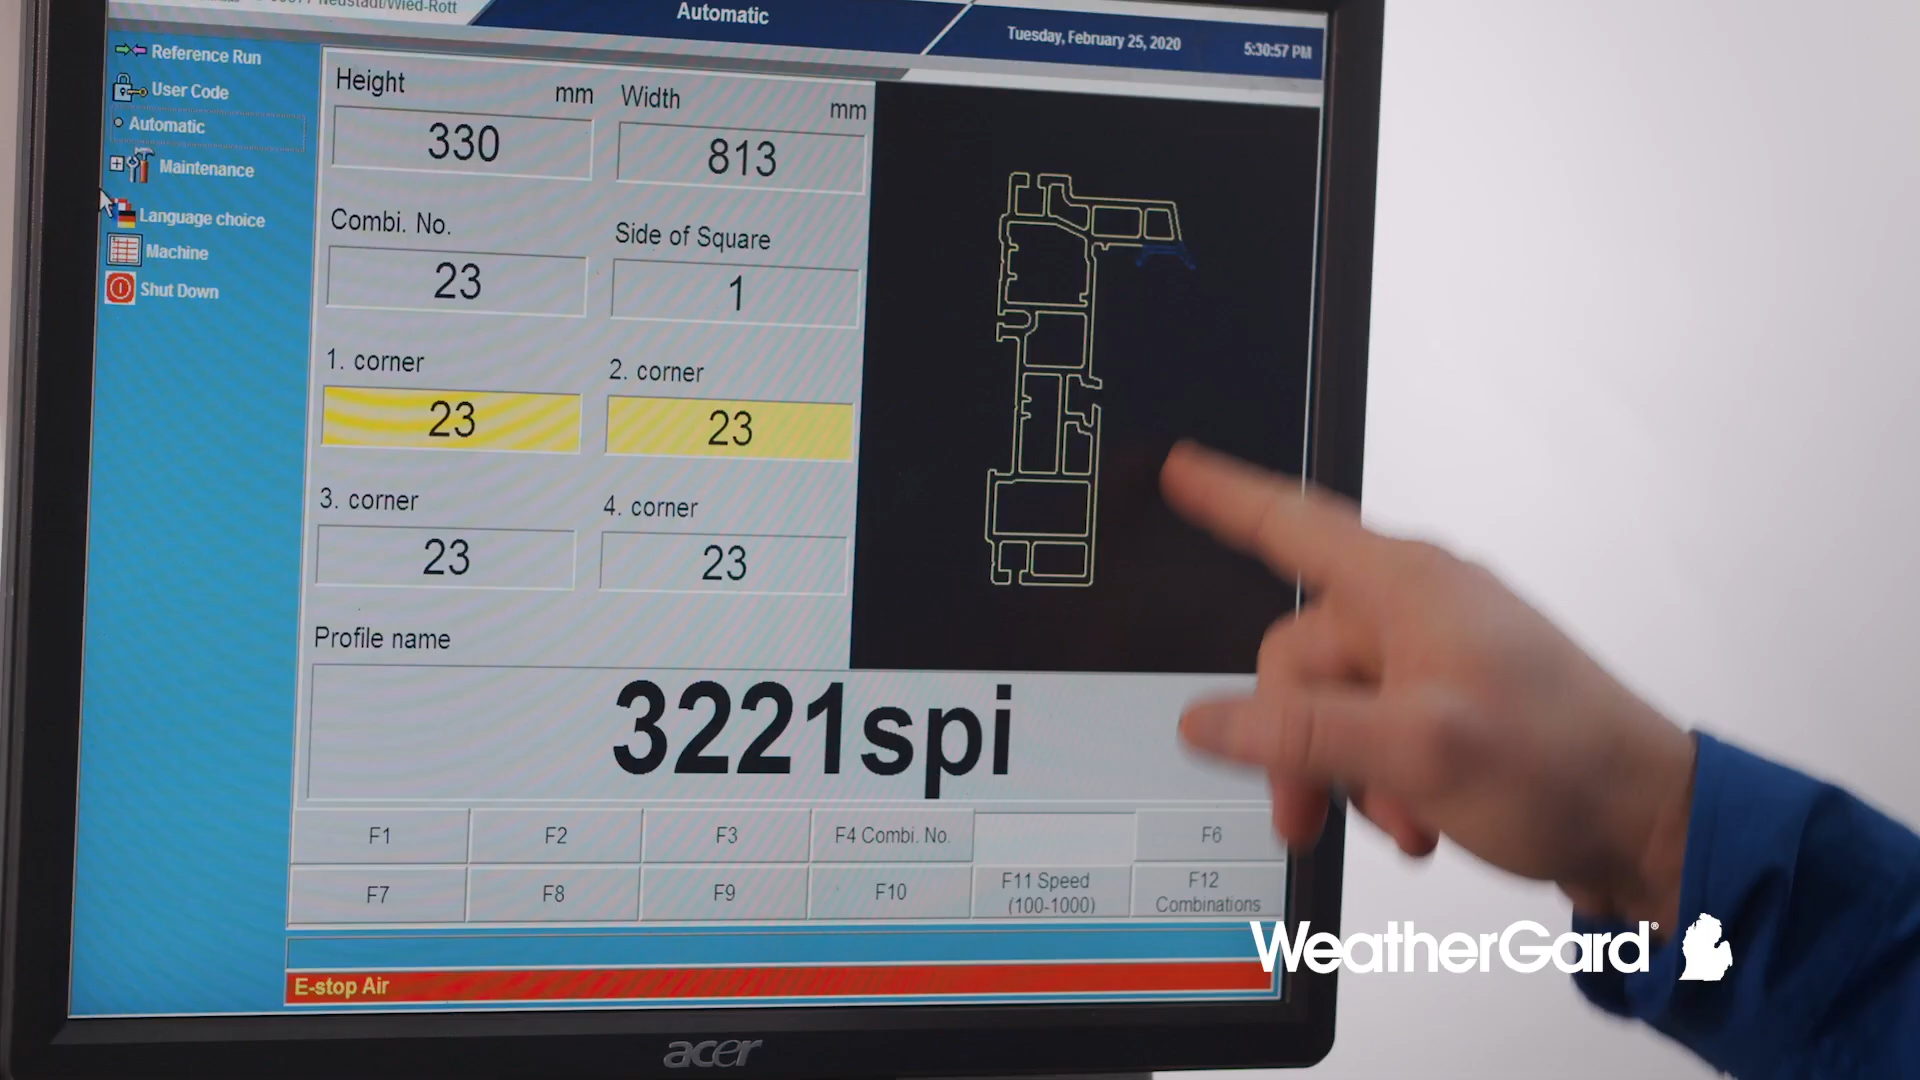 Neustadt/Wied-Rott
Automatic
Tuesday, February 25, 2020
5:30:57 PM
Reference Run
User Code
Automatic
Maintenance
Language choice
Machine
Shut Down
Height mm
330
Width mm
813
Combi. No.
23
Side of Square
1
1. corner
23
2. corner
23
3. corner
23
4. corner
23
Profile name
3221spi
F1 F2 F3 F4 Combi. No. F6
F7 F8 F9 F10 F11 Speed (100-1000) F12 Combinations
E-stop Air
acer
WeatherGard®